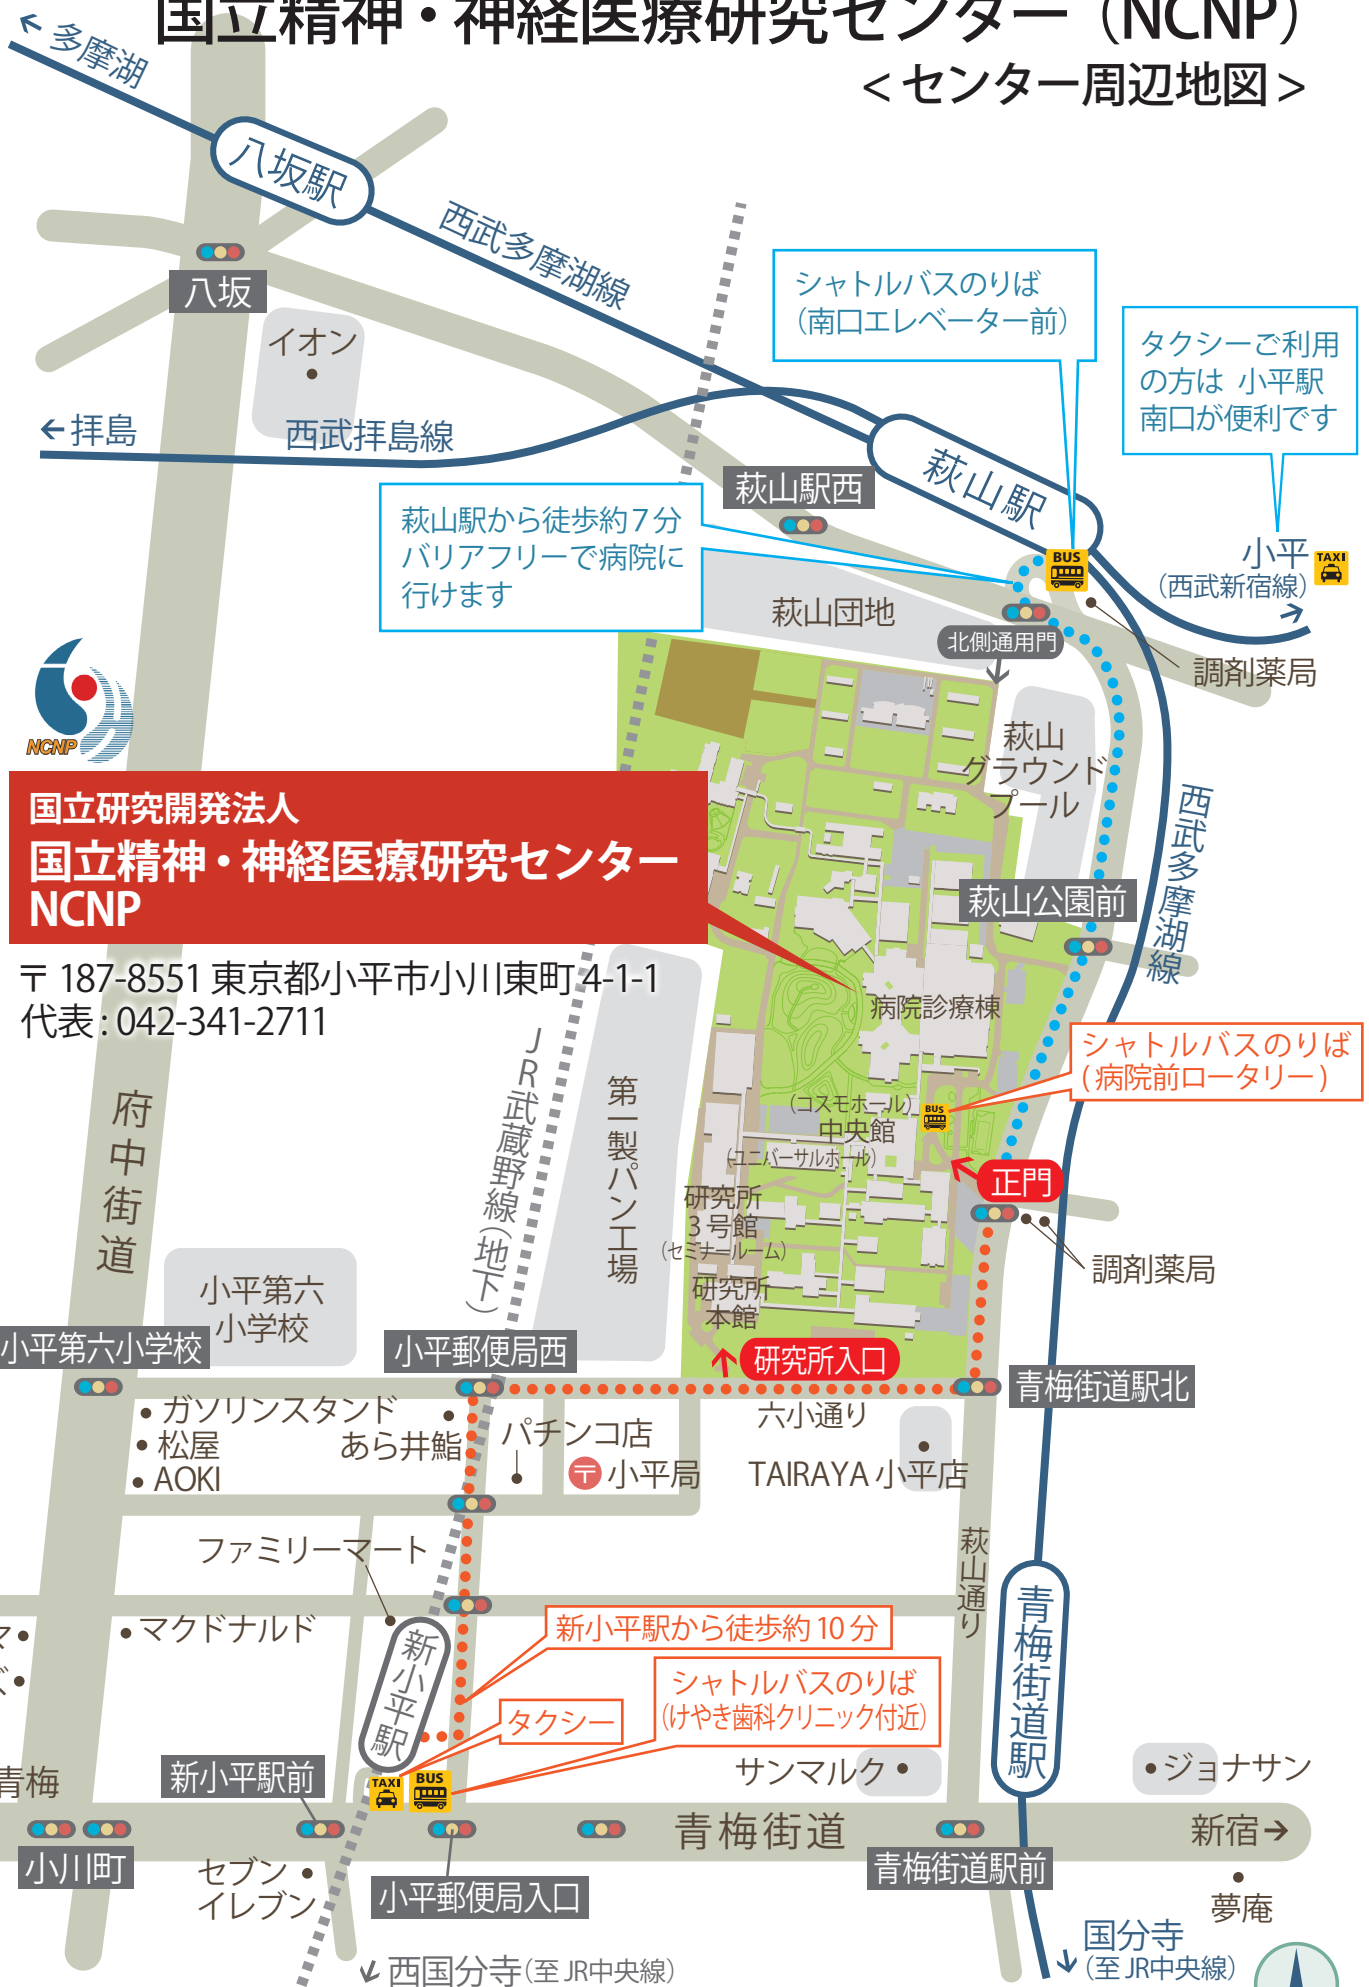 国立精神・神経医療研究センター（NCNP）
＜センター周辺地図＞
← 多摩湖
八坂駅
西武多摩湖線
八坂
イオン
シャトルバスのりば
（南口エレベーター前）
タクシーご利用
の方は 小平駅
南口が便利です
← 拝島
西武拝島線
萩山駅
萩山駅西
萩山駅から徒歩約７分
バリアフリーで病院に
行けます
BUS
小平
（西武新宿線）
TAXI
萩山団地
北側通用門
調剤薬局
NCNP
萩山
グラウンド
プール
国立研究開発法人
国立精神・神経医療研究センター
NCNP
西武多摩湖線
萩山公園前
〒 187-8551 東京都小平市小川東町 4-1-1
代表 : 042-341-2711
病院診療棟
シャトルバスのりば
( 病院前ロータリー )
JR武蔵野線（地下）
第一製パン工場
府中街道
（コスモホール）
中央館
（ユニバーサルホール）
BUS
正門
研究所
３号館
（セミナールーム）
調剤薬局
小平第六
小学校
研究所
本館
小平第六小学校
小平郵便局西
研究所入口
青梅街道駅北
ガソリンスタンド
松屋
AOKI
あら井鮨
パチンコ店
〒 小平局
六小通り
TAIRAYA 小平店
ファミリーマート
萩山通り
マクドナルド
新小平駅
新小平駅から徒歩約 10 分
シャトルバスのりば
（けやき歯科クリニック付近）
タクシー
青梅街道駅
サンマルク
ジョナサン
青梅
新小平駅前
TAXI
BUS
青梅街道
新宿→
小川町
セブン
イレブン
小平郵便局入口
青梅街道駅前
夢庵
西国分寺（至 JR中央線）
国分寺
（至 JR中央線）